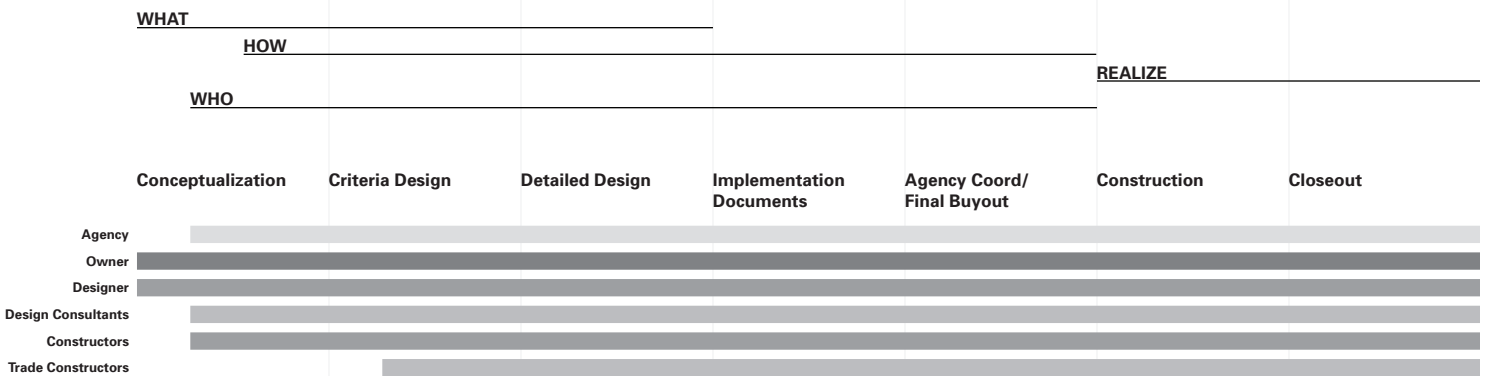 WHAT
HOW
REALIZE
WHO
Conceptualization
Criteria Design
Detailed Design
Implementation
Documents
Agency Coord/
Final Buyout
Construction
Closeout
Agency
Owner
Designer
Design Consultants
Constructors
Trade Constructors